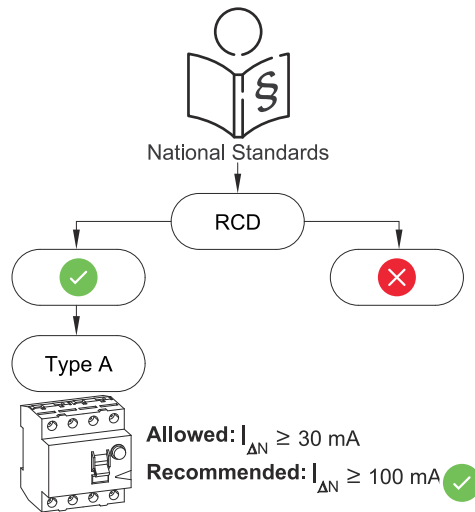 §
National Standards
RCD
Type A
Allowed: IΔN ≥ 30 mA
Recommended: IΔN ≥ 100 mA